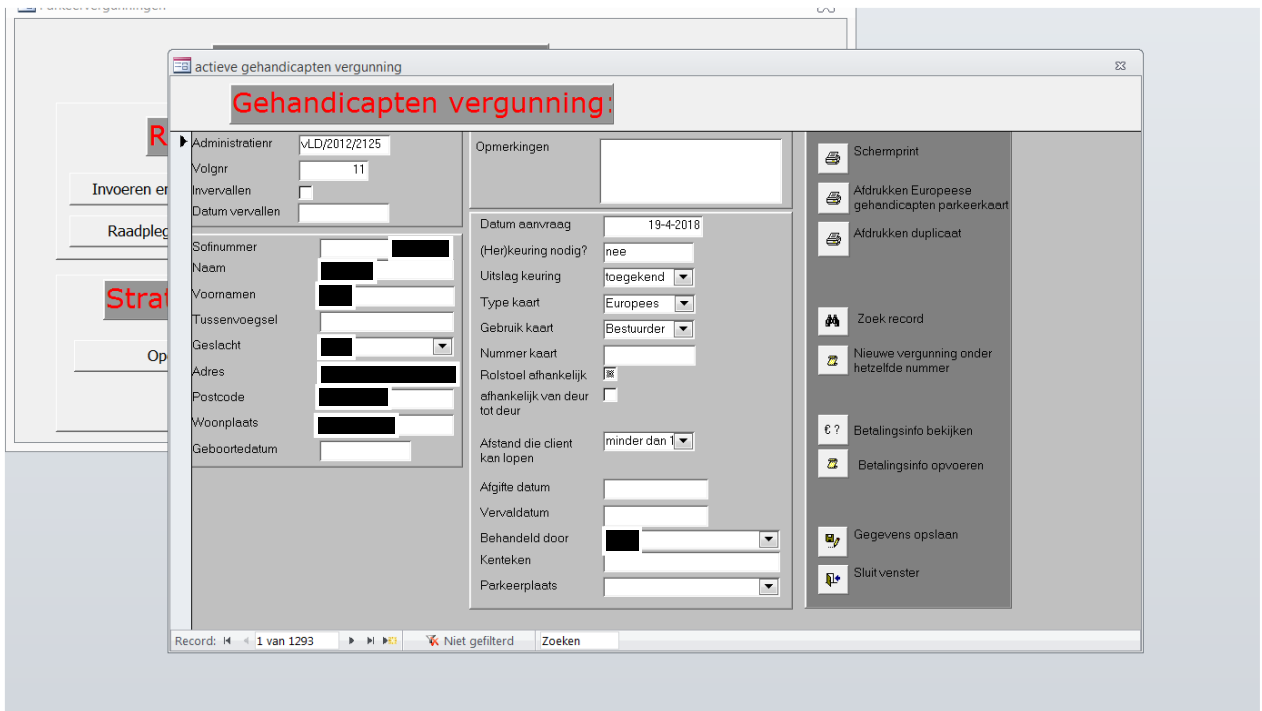 actieve gehandicapten vergunning
Gehandicapten vergunning:
Invoeren en
Raadpleg
Strat
Administratienr vLD/2012/2125
Volgnr 11
Invervallen
Datum vervallen
Sofinummer
Naam
Voornamen
Tussenvoegsel
Geslacht
Adres
Postcode
Woonplaats
Geboortedatum
Opmerkingen
Datum aanvraag 19-4-2018
(Her)keuring nodig? nee
Uitslag keuring toegekend
Type kaart Europees
Gebruik kaart Bestuurder
Nummer kaart
Rolstoel afhankelijk
afhankelijk van deur
tot deur
Afstand die client
kan lopen
minder dan 1
Afgifte datum
Vervaldatum
Behandeld door
Kenteken
Parkeerplaats
Schermprint
Afdrukken Europeese
gehandicapten parkeerkaart
Afdrukken duplicaat
Zoek record
Nieuwe vergunning onder
hetzelfde nummer
€ ? Betalingsinfo bekijken
Betalingsinfo opvoeren
Gegevens opslaan
Sluit venster
Record: 1 van 1293 Niet gefilterd Zoeken